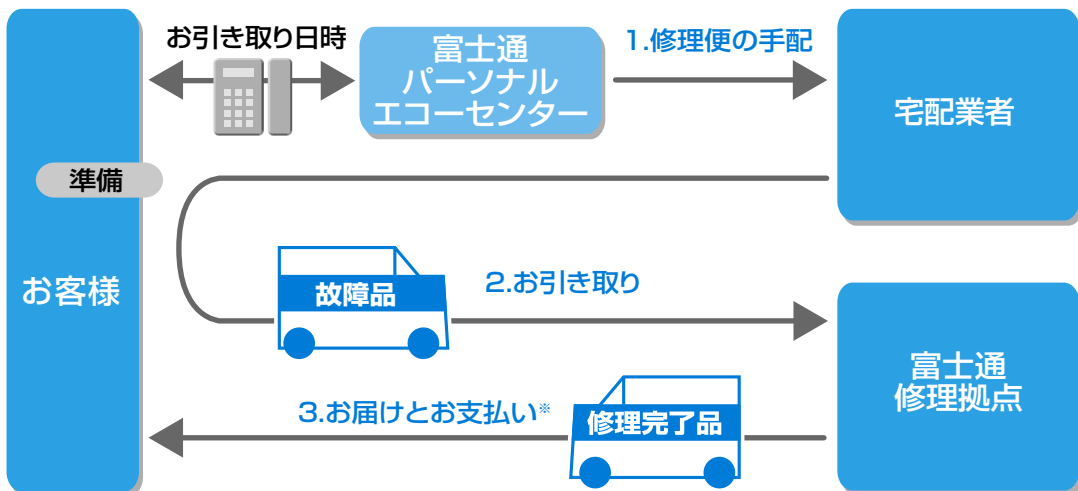 お引き取り日時
富士通
パーソナル
エコーセンター
1.修理便の手配
宅配業者
準備
お客様
故障品
2.お引き取り
富士通
修理拠点
3.お届けとお支払い※
修理完了品